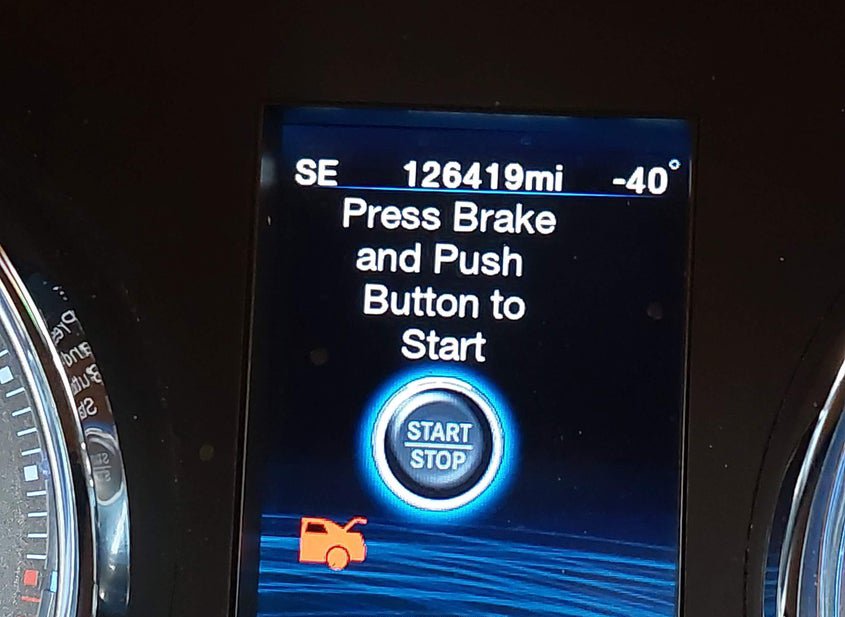 SE 126419mi -40°
Press Brake
and Push
Button to
Start
START
STOP